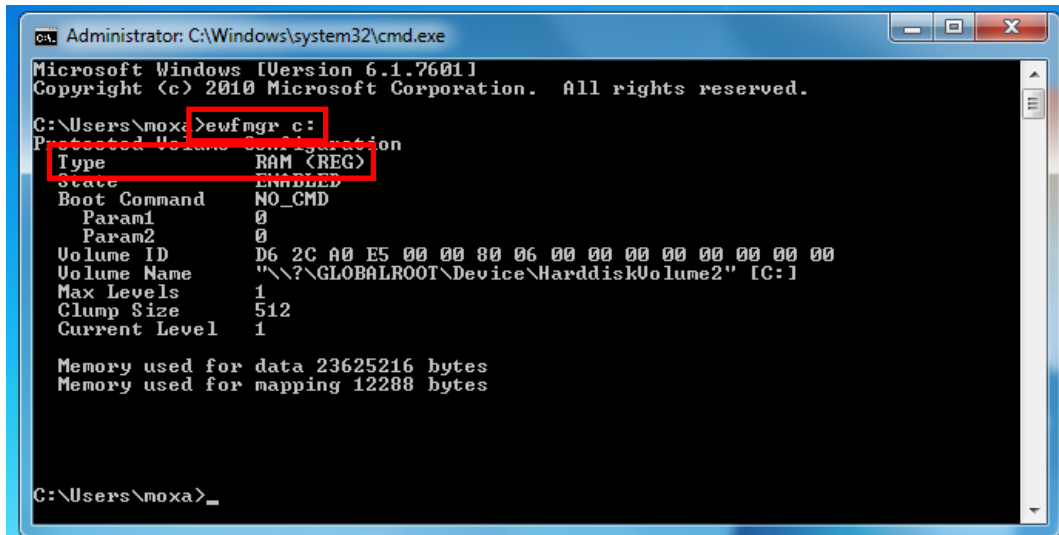 Administrator: C:\Windows\system32\cmd.exe
Microsoft Windows [Version 6.1.7601]
Copyright (c) 2010 Microsoft Corporation.  All rights reserved.
C:\Users\moxa>ewfmgr c:
Protected Volume Configuration
Type RAM (REG)
State ENABLED
Boot Command NO_CMD
Param1 0
Param2 0
Volume ID D6 2C A0 E5 00 00 80 06 00 00 00 00 00 00 00 00
Volume Name "\\?\GLOBALROOT\Device\HarddiskVolume2" [C:]
Max Levels 1
Clump Size 512
Current Level 1
Memory used for data 23625216 bytes
Memory used for mapping 12288 bytes
C:\Users\moxa>_